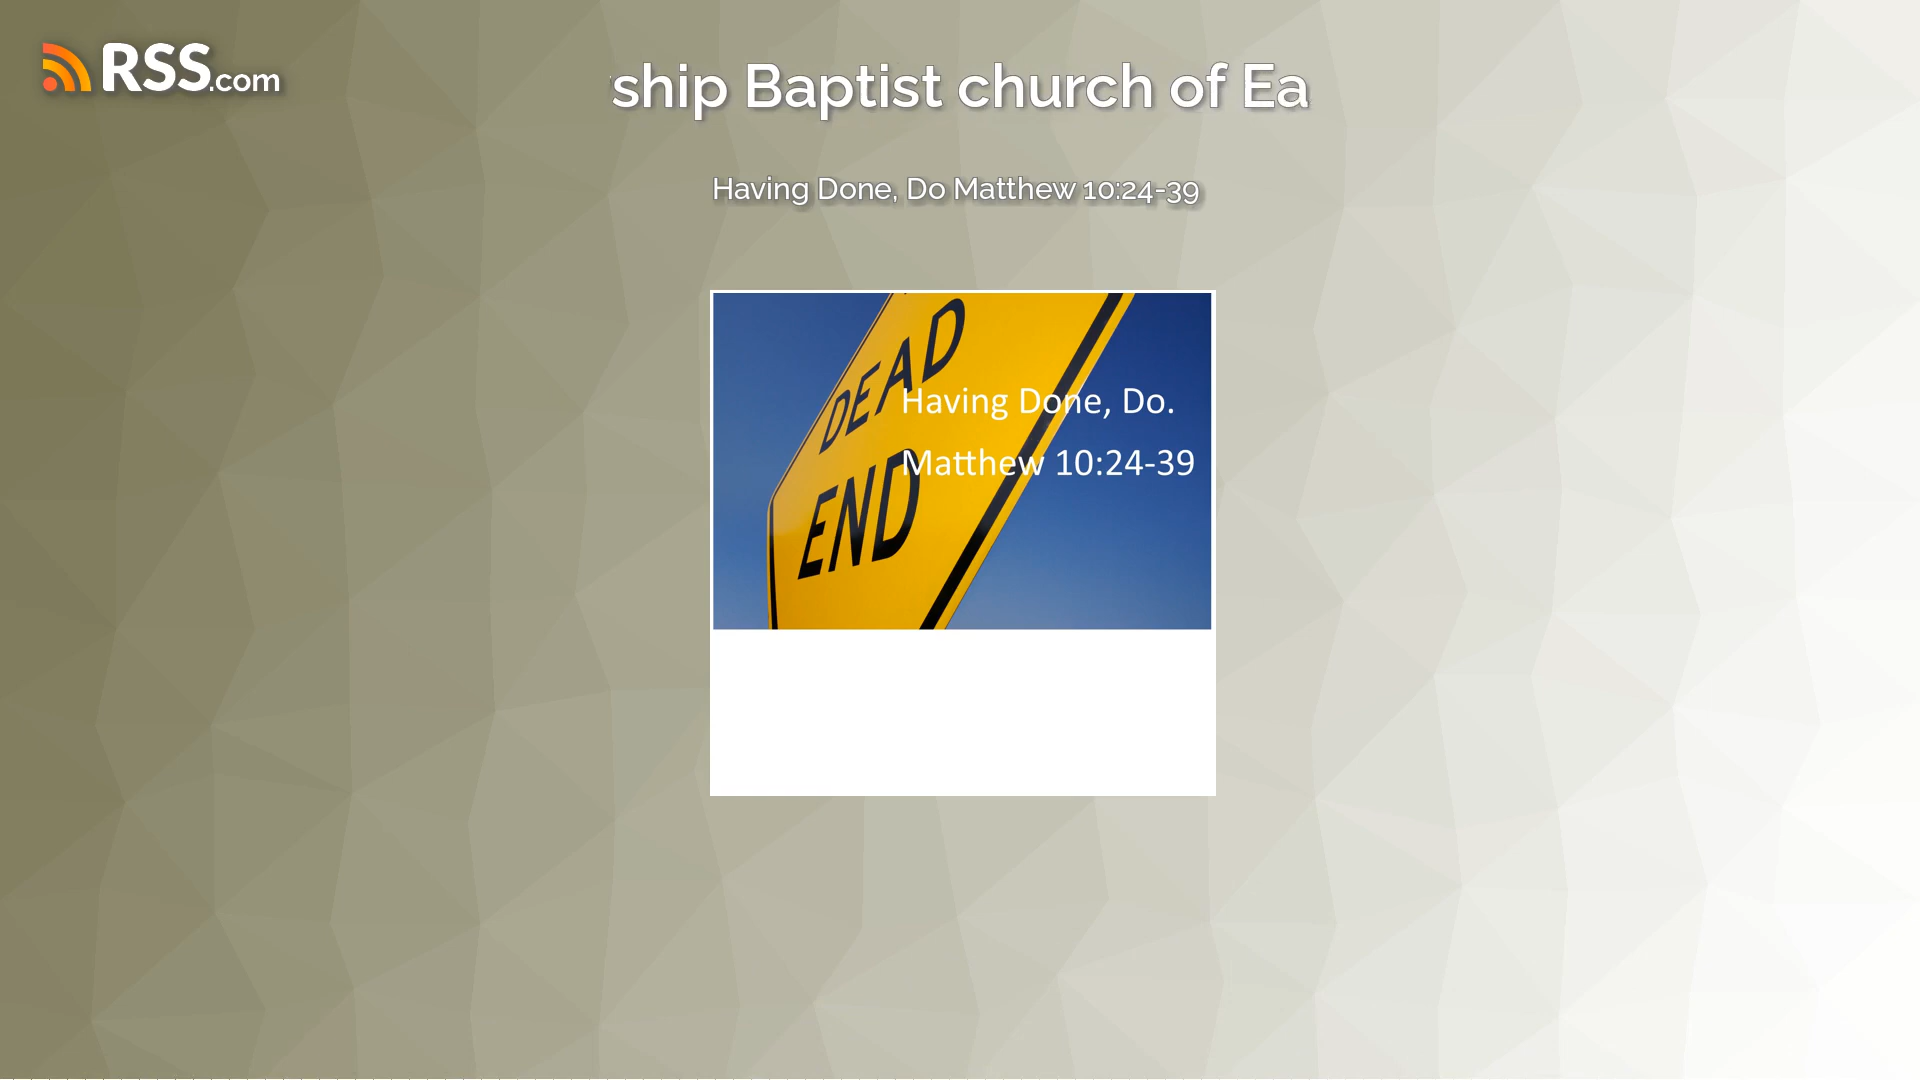 RSS.com
ship Baptist church of Ea
Having Done, Do Matthew 10:24-39
DEAD
END
Having Done, Do.
Matthew 10:24-39